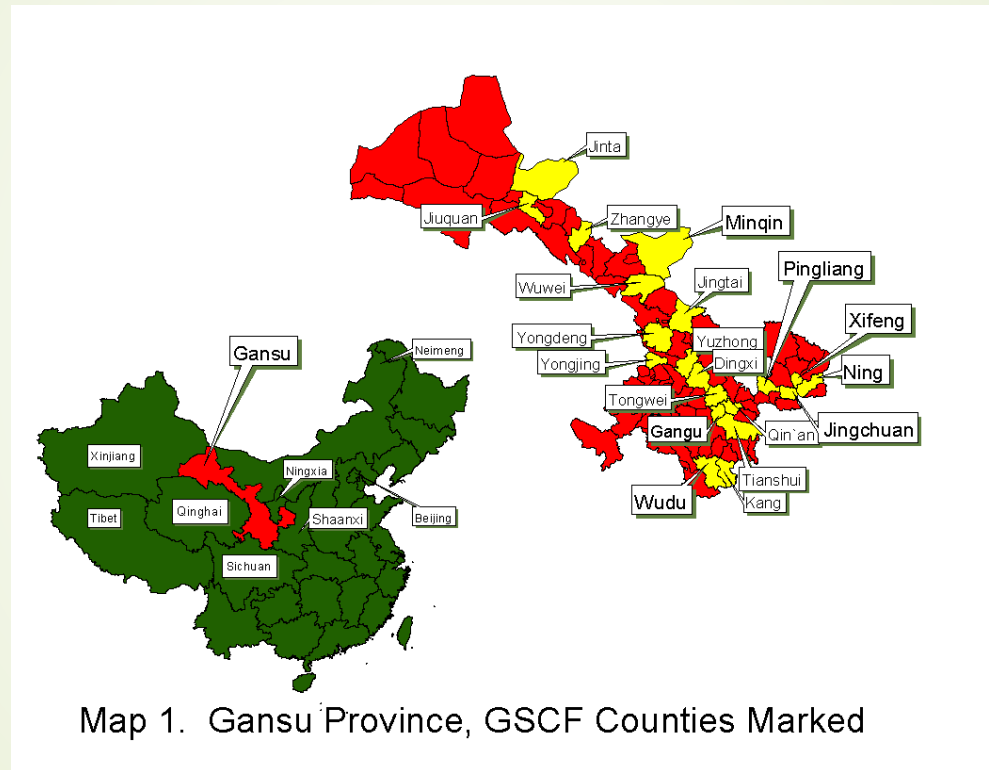 Jinta
Jiuquan
Zhangye
Minqin
Pingliang
Wuwei
Jingtai
Xifeng
Yongdeng
Yuzhong
Yongjing
Dingxi
Ning
Tongwei
Gangu
Qin`an
Jingchuan
Tianshui
Wudu
Kang
Gansu
Neimeng
Xinjiang
Ningxia
Tibet
Qinghai
Shaanxi
Beijing
Sichuan
Map 1. Gansu Province, GSCF Counties Marked